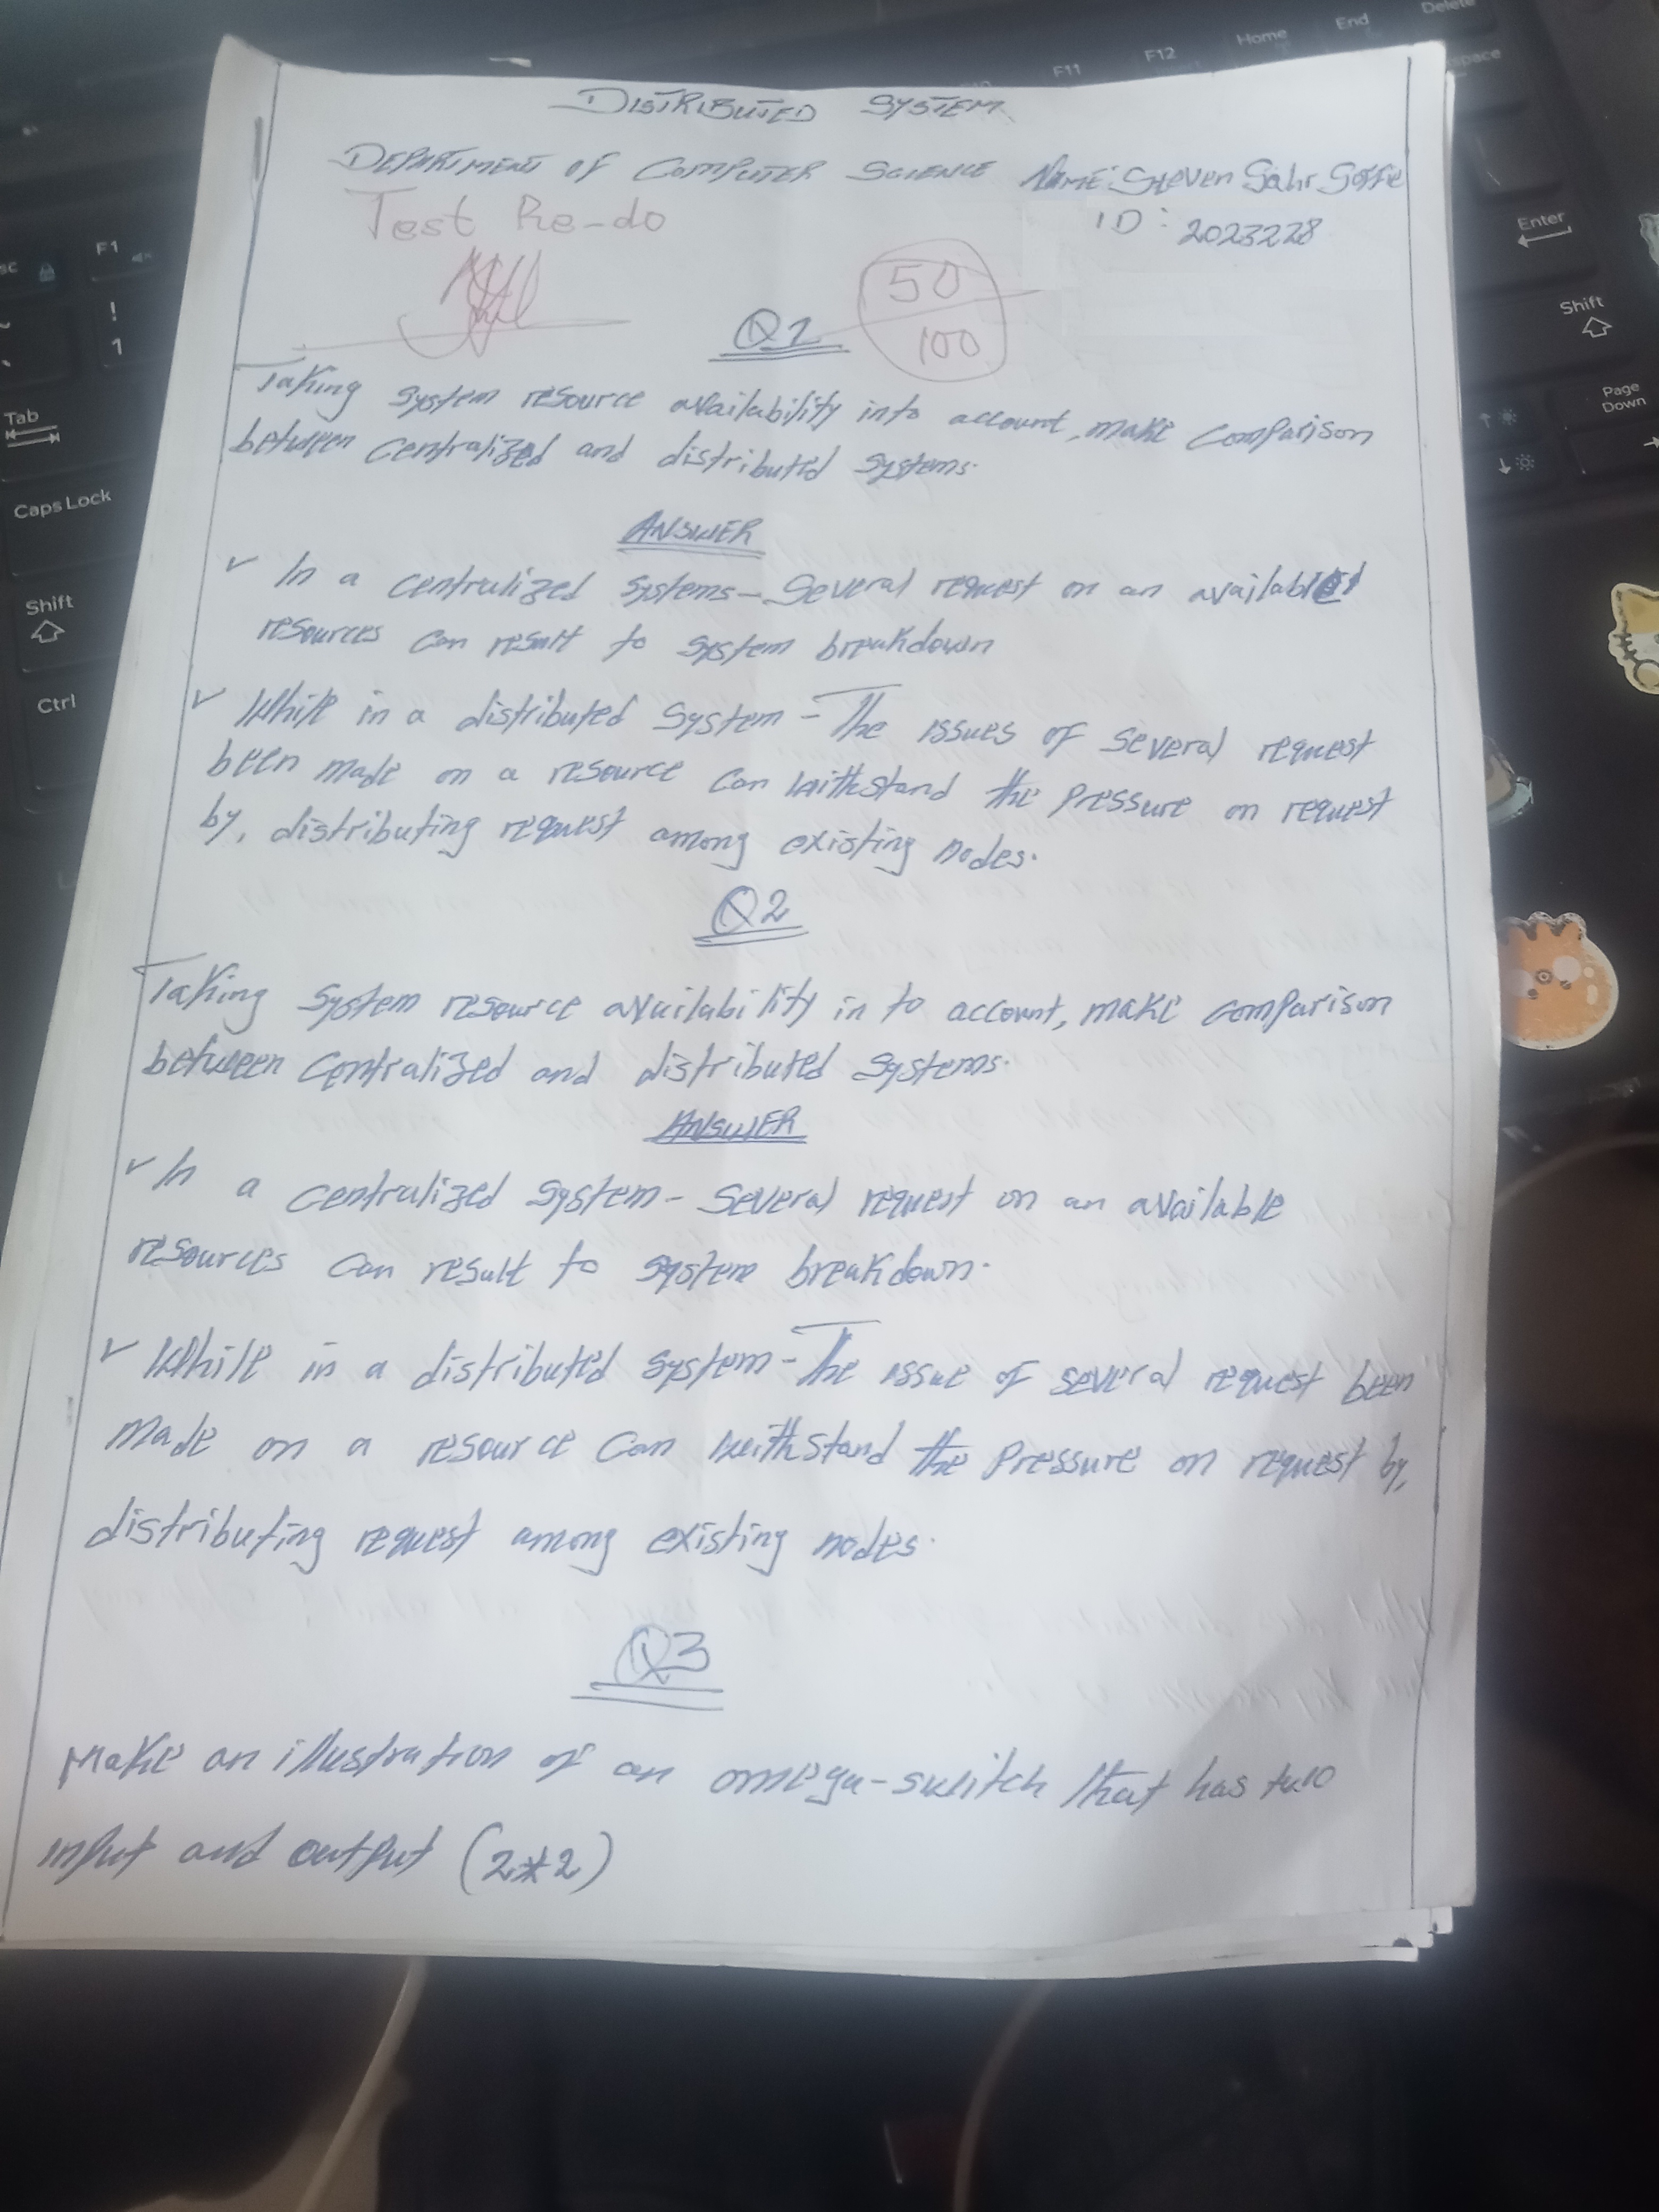 DISTRIBUTED SYSTEM
DEPARTMENT OF COMPUTER SCIENCE NAME: Steven Sahr Soffie
Test Re-do ID: 2023228
50
100
Q1
Taking system resource availability into account, make comparison
between centralized and distributed systems.
ANSWER
✓ In a centralized systems - Several request on an available
resources can result to system breakdown
✓ While in a distributed system - The issues of several request
been made on a resource can withstand the pressure on request
by, distributing request among existing nodes.
Q2
Taking system resource availability in to account, make comparison
between centralized and distributed systems.
ANSWER
✓ In a centralized system - Several request on an available
resources can result to system breakdown.
✓ While in a distributed system - The issue of several request been
made on a resource can withstand the pressure on request by,
distributing request among existing nodes.
Q3
Make an illustration of an omega-switch that has two
input and output (2*2)
F11
F12
Home
End
Delete
F1
!
1
Tab
Caps Lock
Shift
Ctrl
Enter
Shift
Page
Down